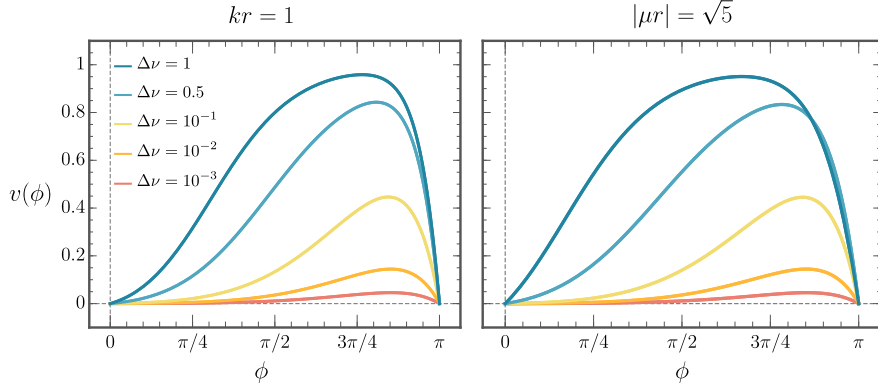 kr = 1
|μr| = √5
1
0.8
0.6
0.4
0.2
0
v(ϕ)
Δν = 1
Δν = 0.5
Δν = 10⁻¹
Δν = 10⁻²
Δν = 10⁻³
0 π/4 π/2 3π/4 π
0 π/4 π/2 3π/4 π
ϕ
ϕ